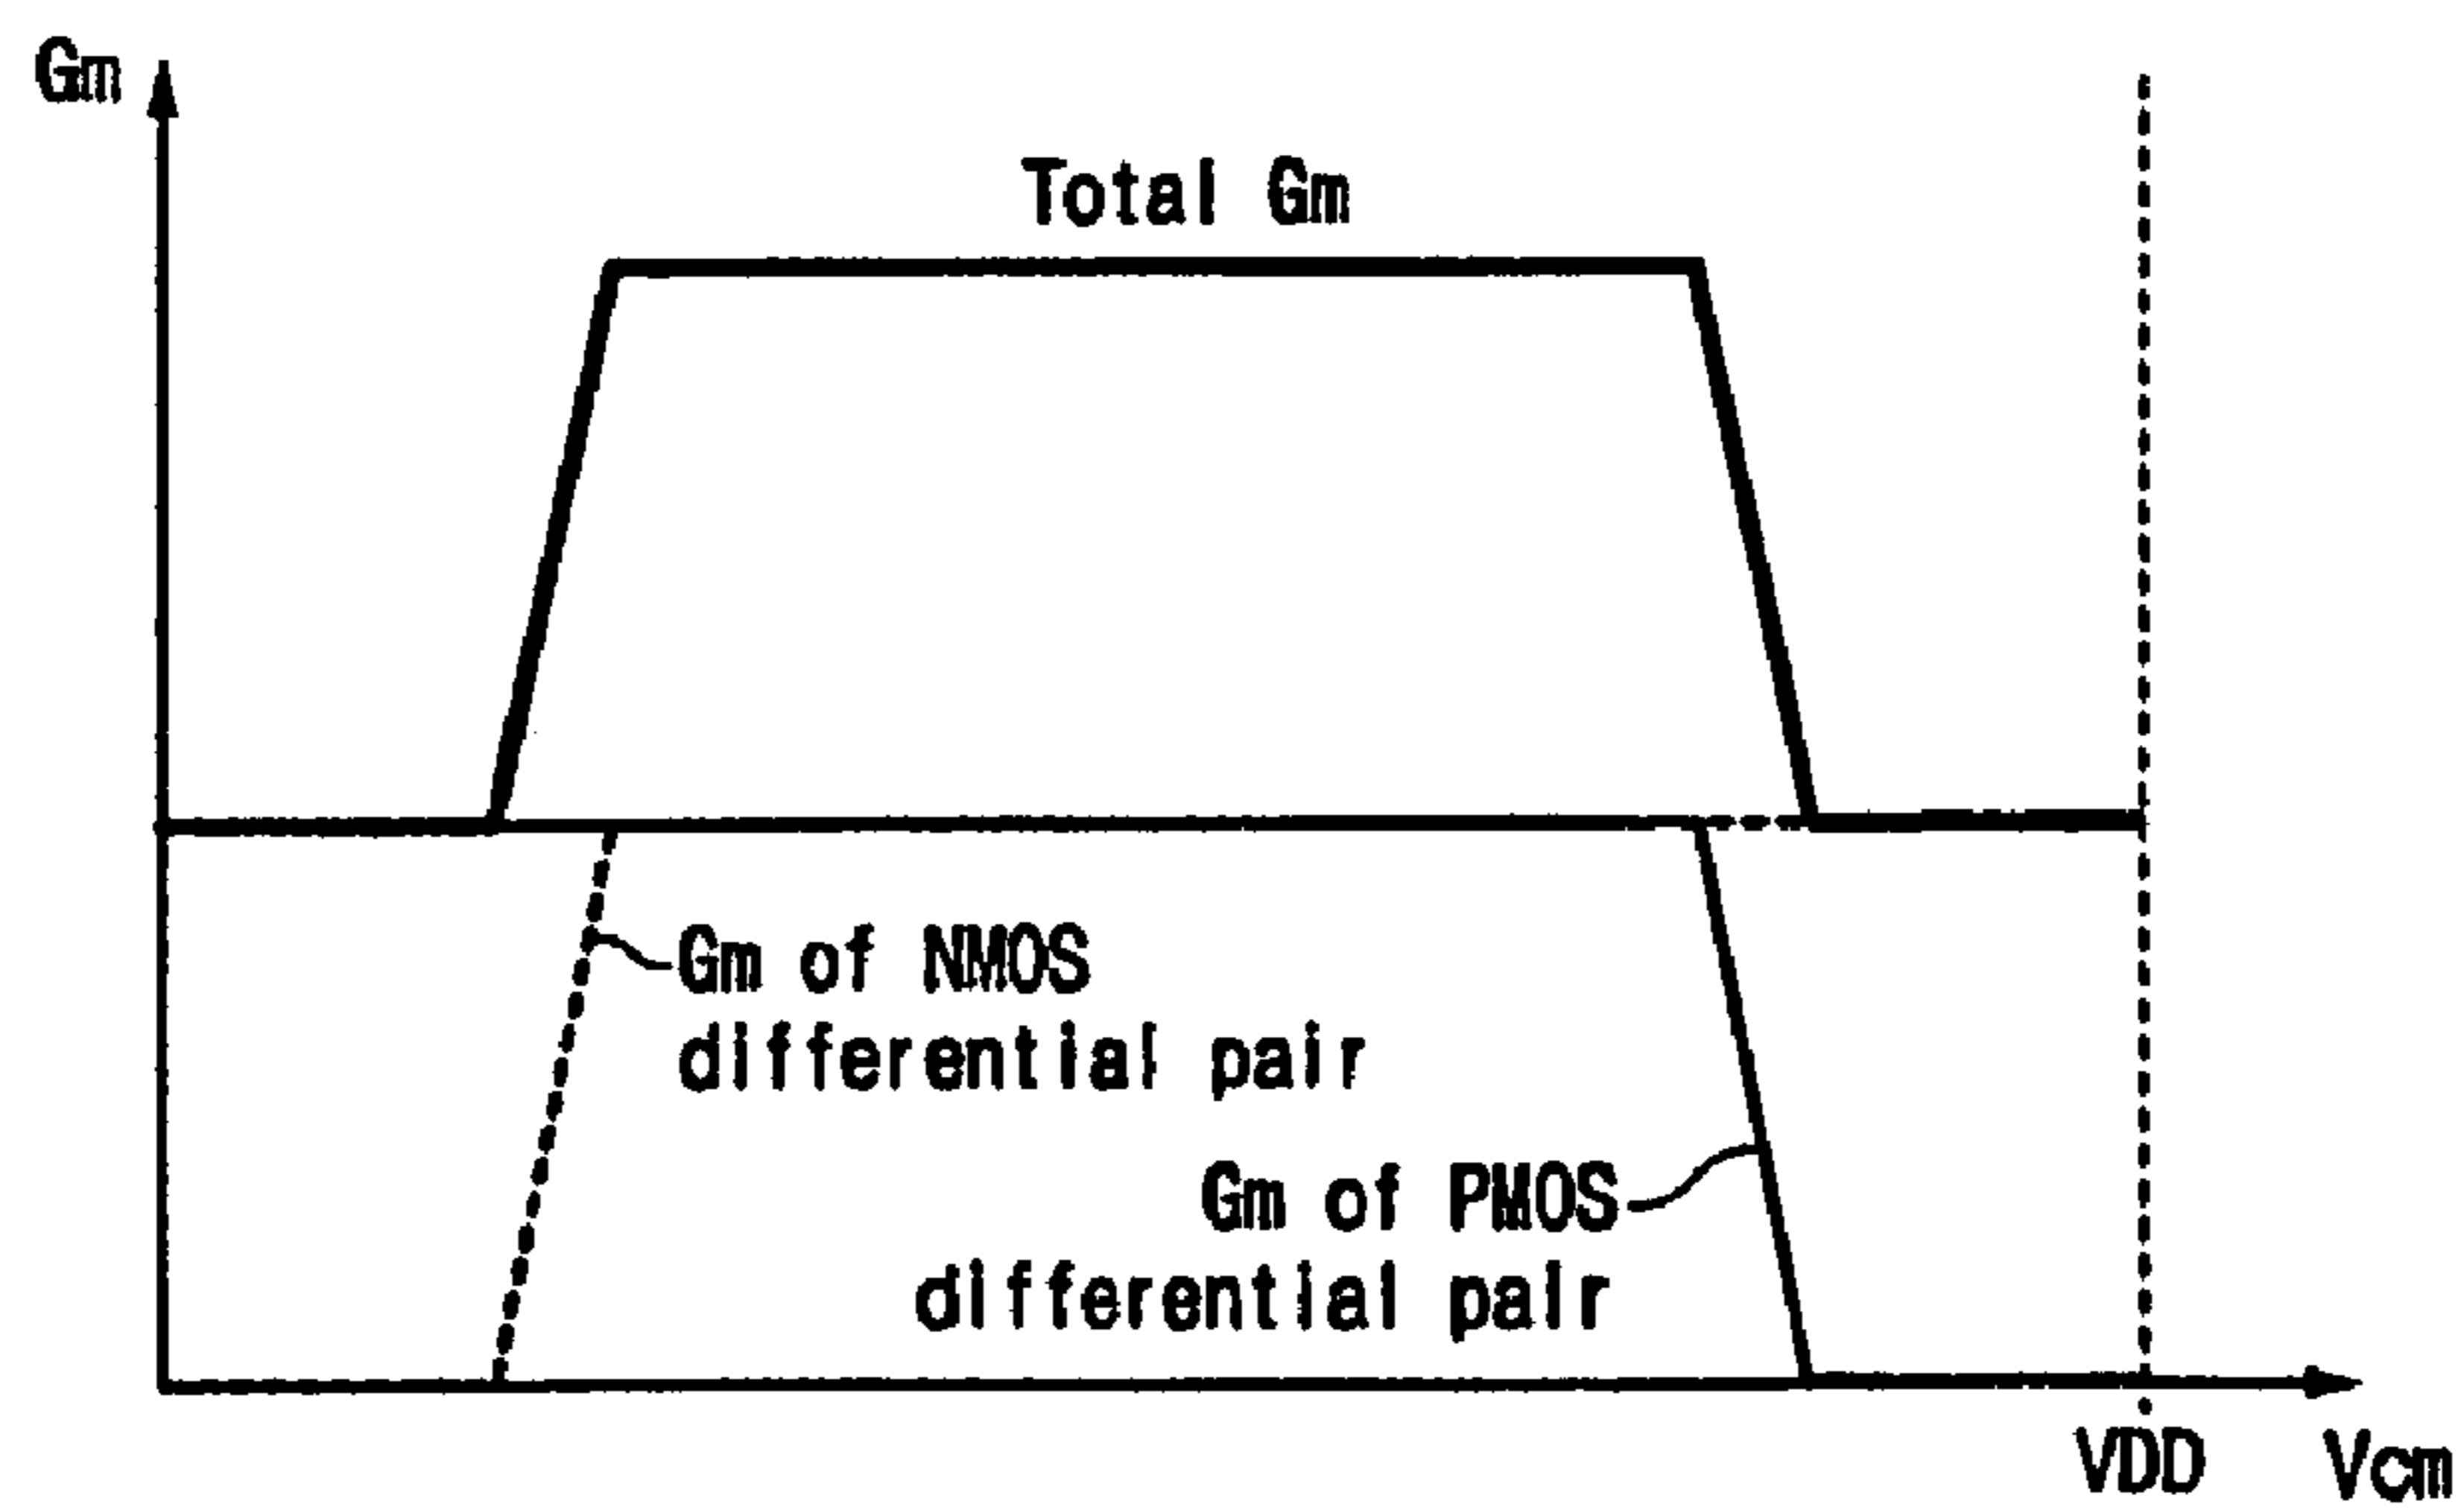 Gm
Total Gm
Gm of NMOS
differential pair
Gm of PMOS
differential pair
VDD
Vcm